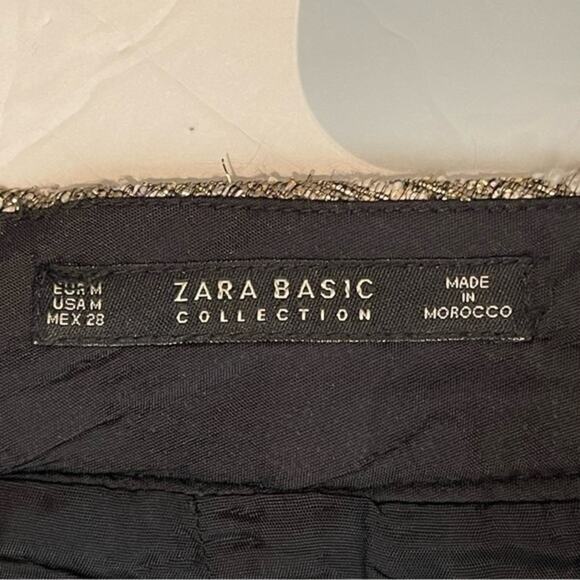 EUR M
USA M
MEX 28
ZARA BASIC
COLLECTION
MADE
IN
MOROCCO